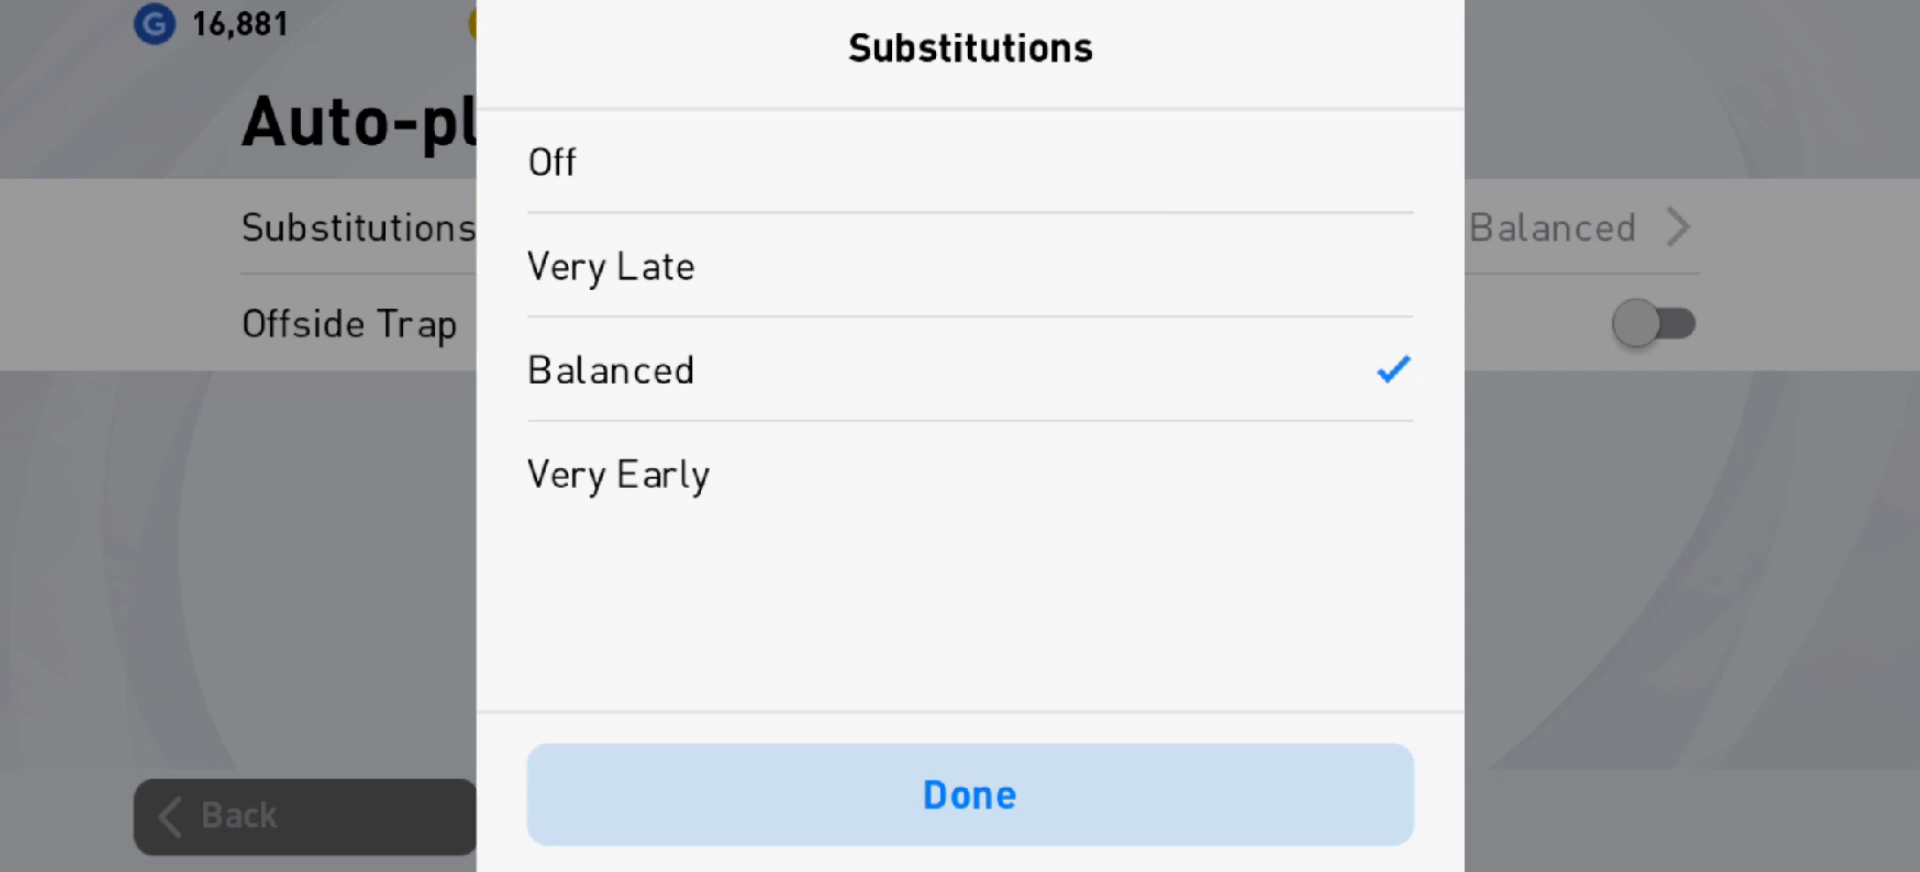 G 16,881
Auto-pl
Substitutions
Offside Trap
Back
Substitutions
Off
Very Late
Balanced
Very Early
Done
Balanced